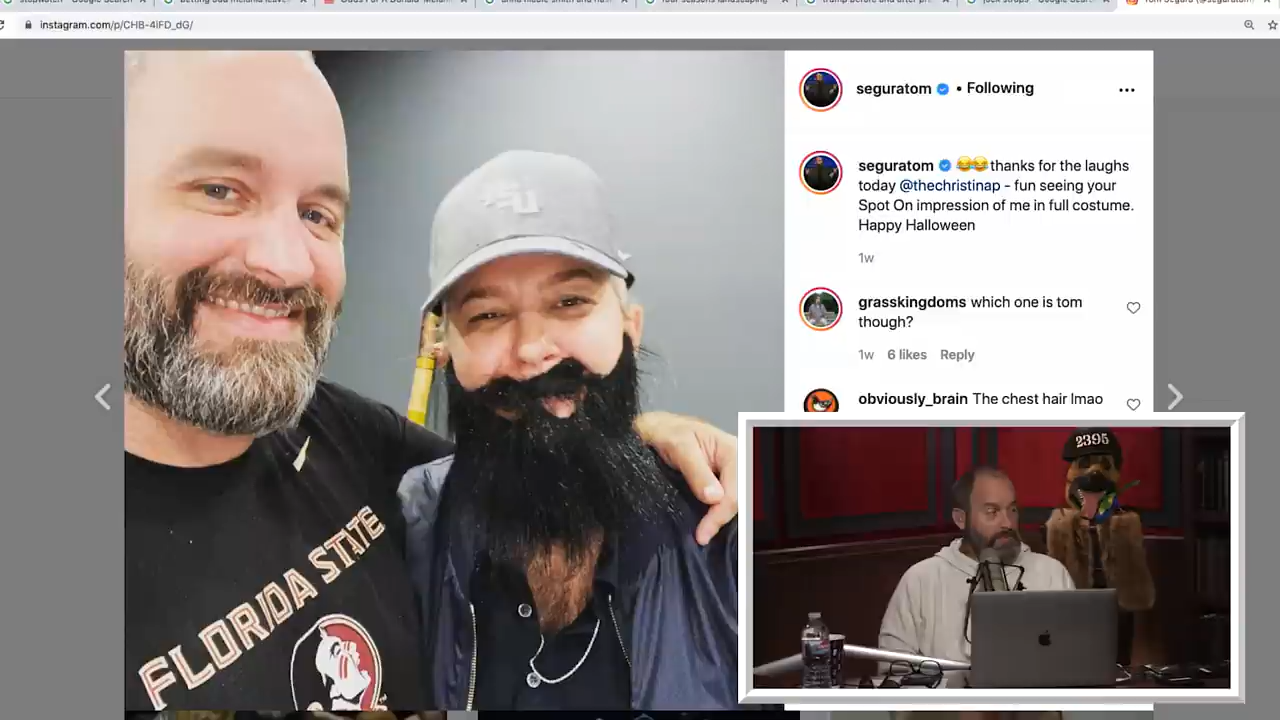 instagram.com/p/CHB-4iFD_dG/
seguratom • Following
seguratom 😂😂 thanks for the laughs
today @thechristinap - fun seeing your
Spot On impression of me in full costume.
Happy Halloween
1w
grasskingdoms which one is tom
though?
1w 6 likes Reply
obviously_brain The chest hair lmao
FLORIDA STATE
2395